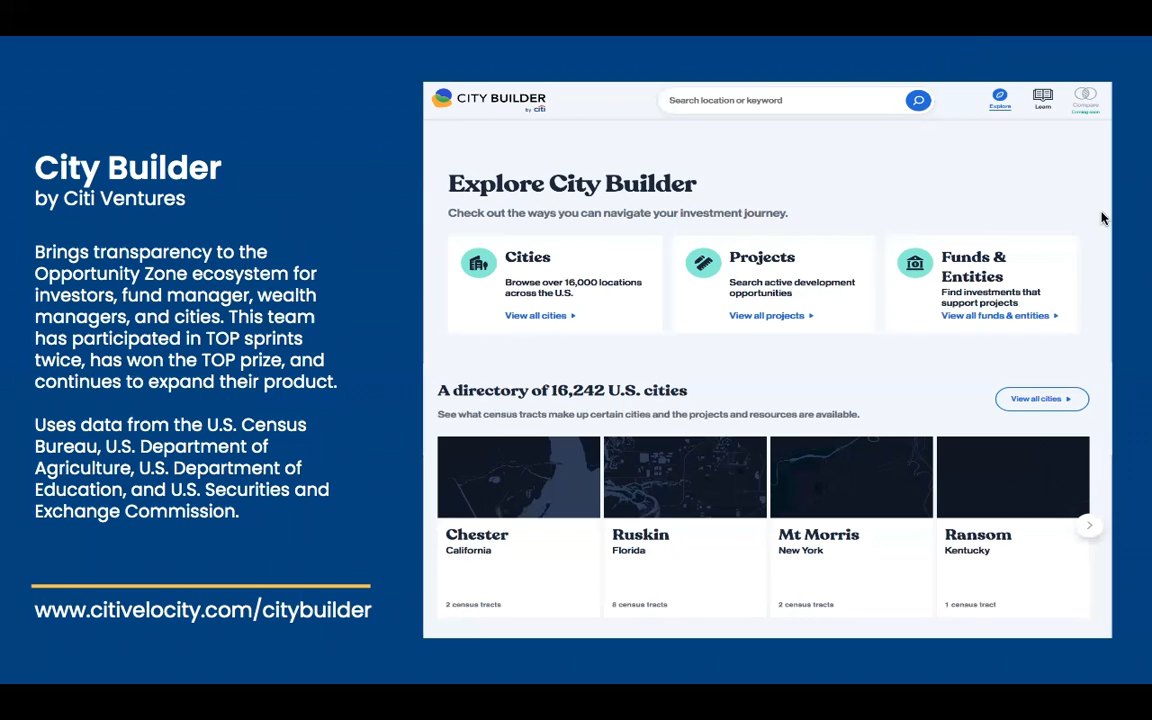 City Builder
by Citi Ventures
Brings transparency to the
Opportunity Zone ecosystem for
investors, fund manager, wealth
managers, and cities. This team
has participated in TOP sprints
twice, has won the TOP prize, and
continues to expand their product.
Uses data from the U.S. Census
Bureau, U.S. Department of
Agriculture, U.S. Department of
Education, and U.S. Securities and
Exchange Commission.
www.citivelocity.com/citybuilder
CITY BUILDER
by citi
Search location or keyword
Explore
Learn
Compare
Coming soon
Explore City Builder
Check out the ways you can navigate your investment journey.
Cities
Browse over 16,000 locations
across the U.S.
View all cities
Projects
Search active development
opportunities
View all projects
Funds &
Entities
Find investments that
support projects
View all funds & entities
A directory of 16,242 U.S. cities
See what census tracts make up certain cities and the projects and resources are available.
View all cities
Chester
California
2 census tracts
Ruskin
Florida
8 census tracts
Mt Morris
New York
2 census tracts
Ransom
Kentucky
1 census tract